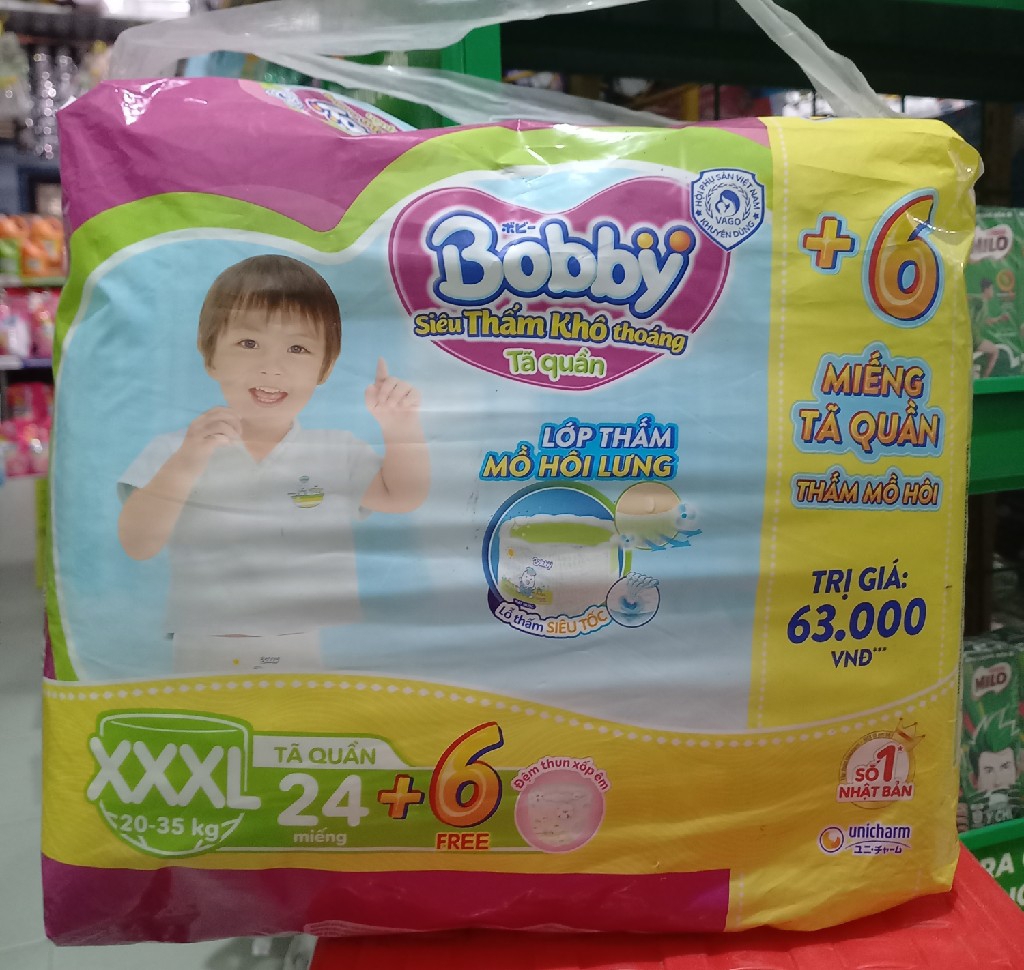 ボビー
Bobby
Siêu Thấm Khô thoáng
Tã quần
HỘI PHỤ SẢN VIỆT NAM
VAGO
KHUYÊN DÙNG
+6
MIẾNG
TÃ QUẦN
THẤM MỒ HÔI
LỚP THẤM
MỒ HÔI LƯNG
Bobby
Lõ thấm SIÊU TỐC
TRỊ GIÁ:
63.000
VNĐ***
XXXL
20-35 kg
TÃ QUẦN
24
miếng
+6
FREE
Đệm thun xốp êm
SỐ 1
NHẬT BẢN
unicharm
ユニ・チャーム
MILO
MILO